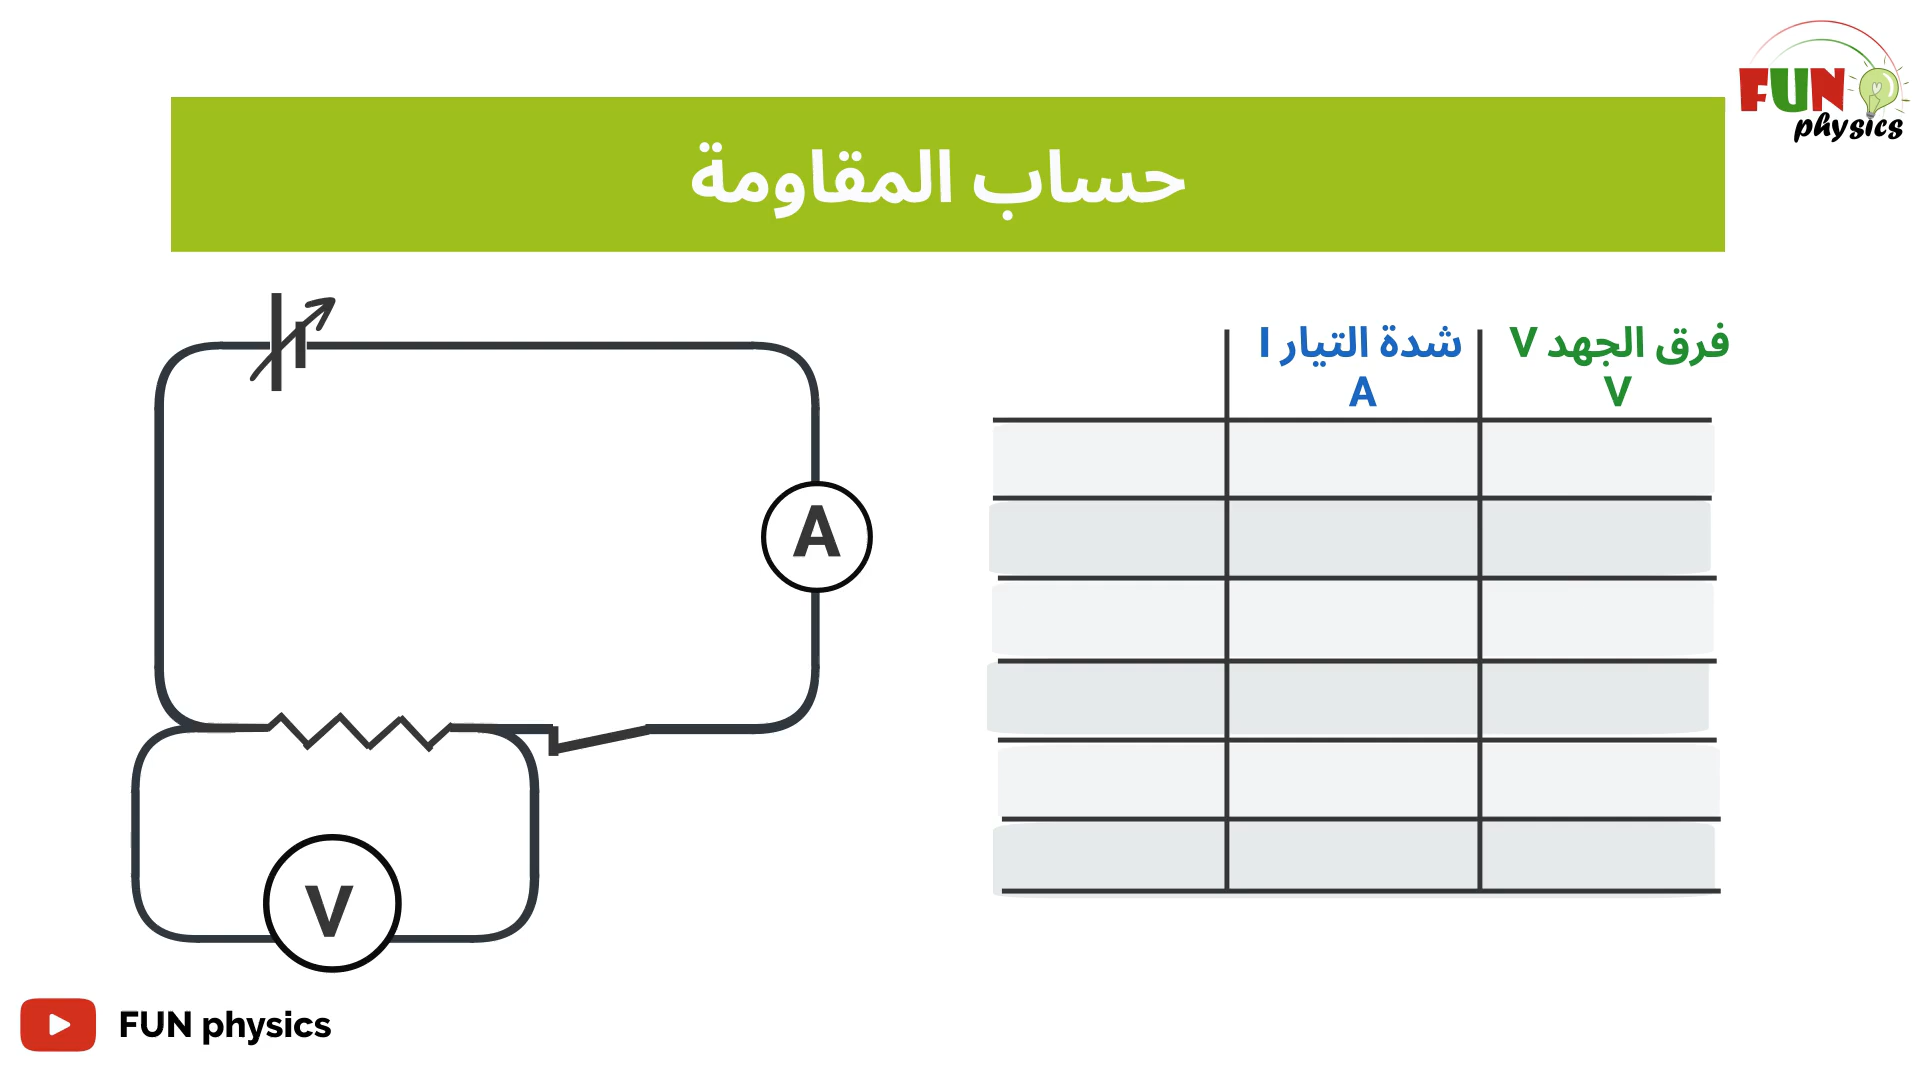 FUN
physics
حساب المقاومة
فرق الجهد V
V
شدة التيار I
A
A
V
FUN physics